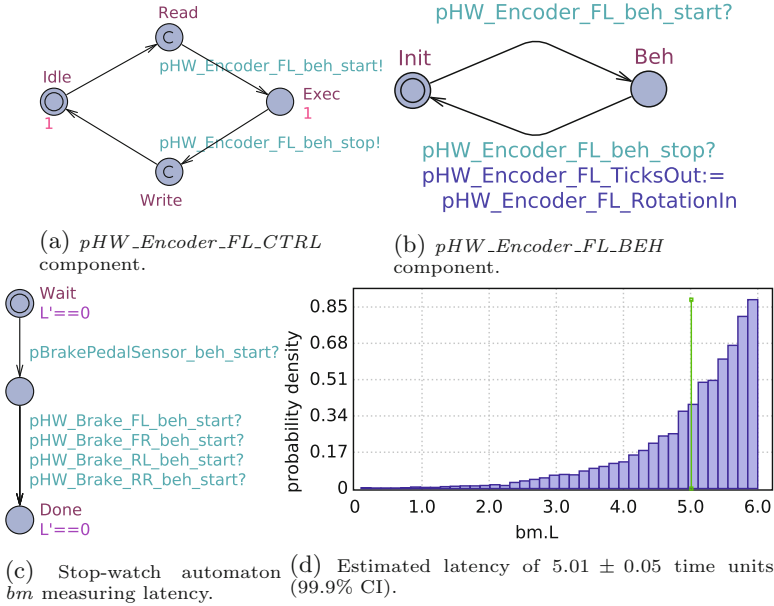 Read
C
pHW_Encoder_FL_beh_start!
Idle
1
Exec
1
pHW_Encoder_FL_beh_stop!
C
Write
(a) pHW_Encoder_FL_CTRL
component.
pHW_Encoder_FL_beh_start?
Init
Beh
pHW_Encoder_FL_beh_stop?
pHW_Encoder_FL_TicksOut:=
pHW_Encoder_FL_RotationIn
(b) pHW_Encoder_FL_BEH
component.
Wait
L'==0
pBrakePedalSensor_beh_start?
pHW_Brake_FL_beh_start?
pHW_Brake_FR_beh_start?
pHW_Brake_RL_beh_start?
pHW_Brake_RR_beh_start?
Done
L'==0
(c) Stop-watch automaton
bm measuring latency.
probability density
0.85
0.68
0.51
0.34
0.17
0
0 1.0 2.0 3.0 4.0 5.0 6.0
bm.L
(d) Estimated latency of 5.01 ± 0.05 time units
(99.9% CI).